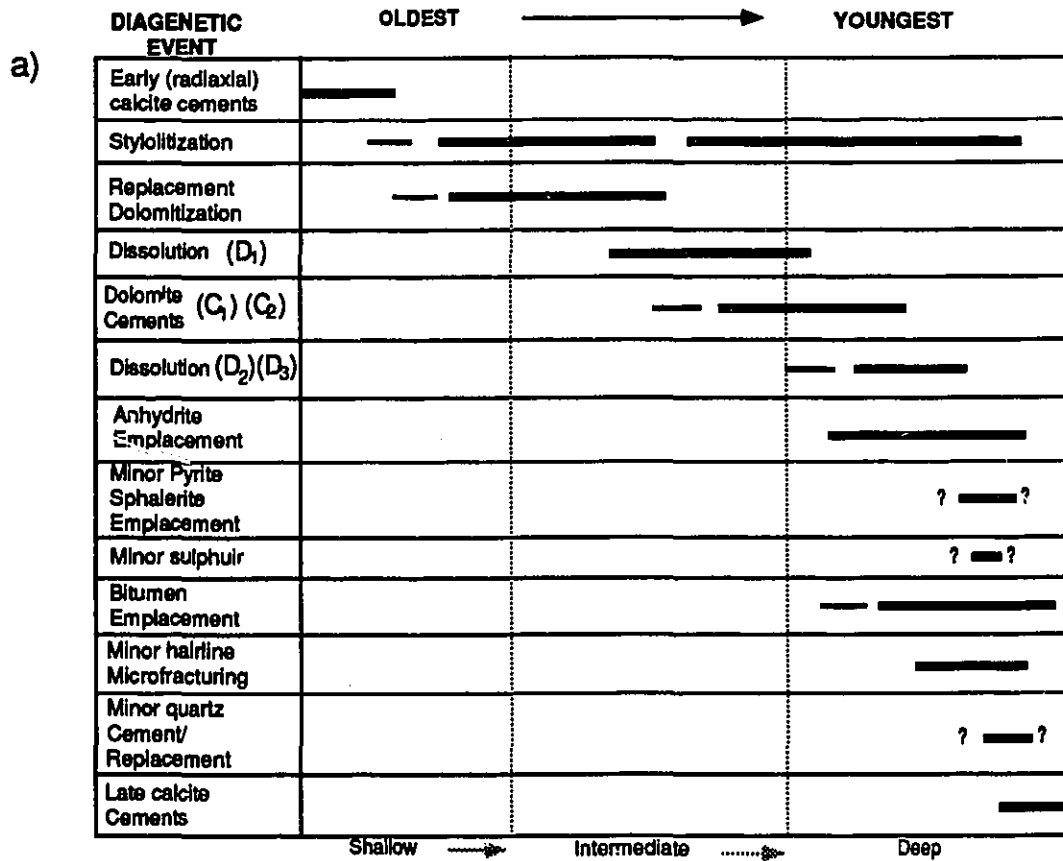 a)
DIAGENETIC
EVENT
OLDEST
YOUNGEST
Early (radiaxial)
calcite cements
Stylolitization
Replacement
Dolomitization
Dissolution (D1)
Dolomite
Cements (C1) (C2)
Dissolution (D2)(D3)
Anhydrite
Emplacement
Minor Pyrite
Sphalerite
Emplacement
? ?
Minor sulphuir
? ?
Bitumen
Emplacement
Minor hairline
Microfracturing
Minor quartz
Cement/
Replacement
? ?
Late calcite
Cements
Shallow Intermediate Deep